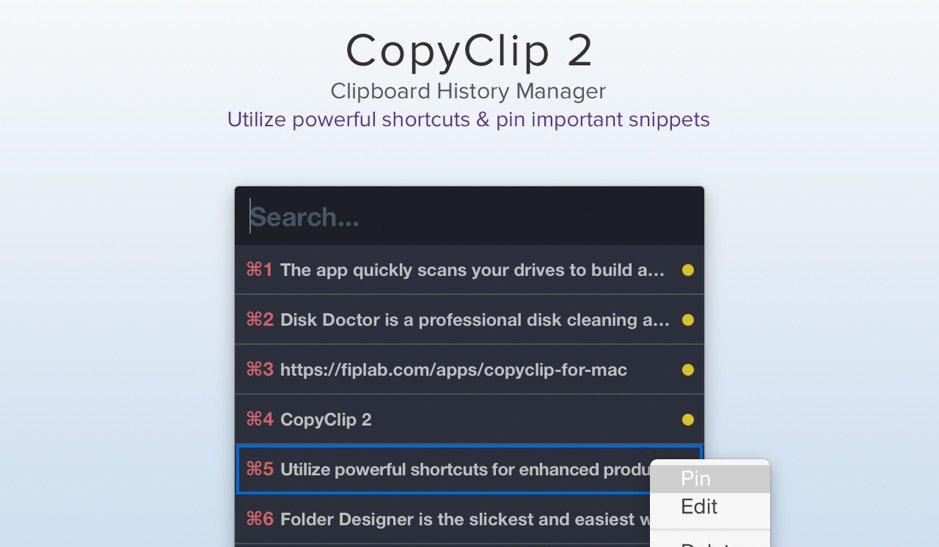 CopyClip 2
Clipboard History Manager
Utilize powerful shortcuts & pin important snippets
Search...
⌘1 The app quickly scans your drives to build a...
⌘2 Disk Doctor is a professional disk cleaning a...
⌘3 https://fiplab.com/apps/copyclip-for-mac
⌘4 CopyClip 2
⌘5 Utilize powerful shortcuts for enhanced produ
Pin
Edit
⌘6 Folder Designer is the slickest and easiest w